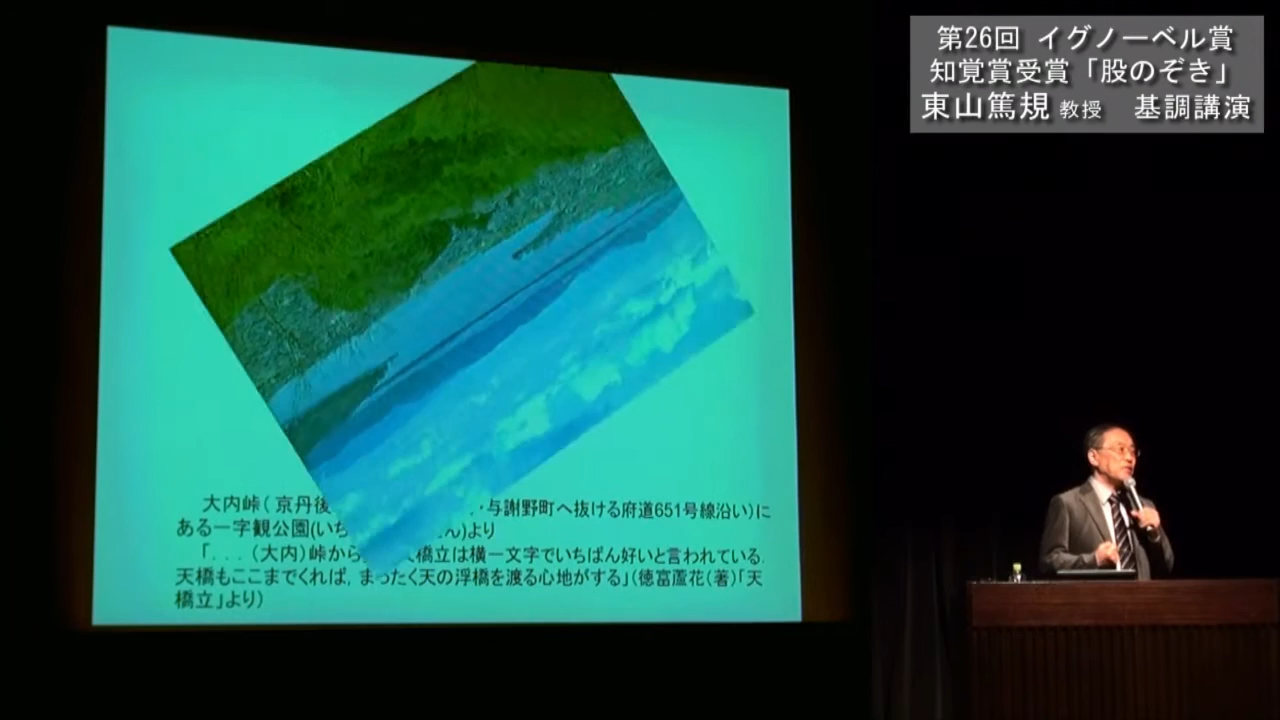 第26回 イグノーベル賞
知覚賞受賞「股のぞき」
東山篤規 教授 基調講演
大内峠( 京丹後 ・与謝野町へ抜ける府道651号線沿い)に
ある一字観公園(いち ん)より
「. . . (大内)峠から 橋立は横一文字でいちばん好いと言われている.
天橋もここまでくれば, まったく天の浮橋を渡る心地がする」(徳富蘆花(著)「天
橋立」より)